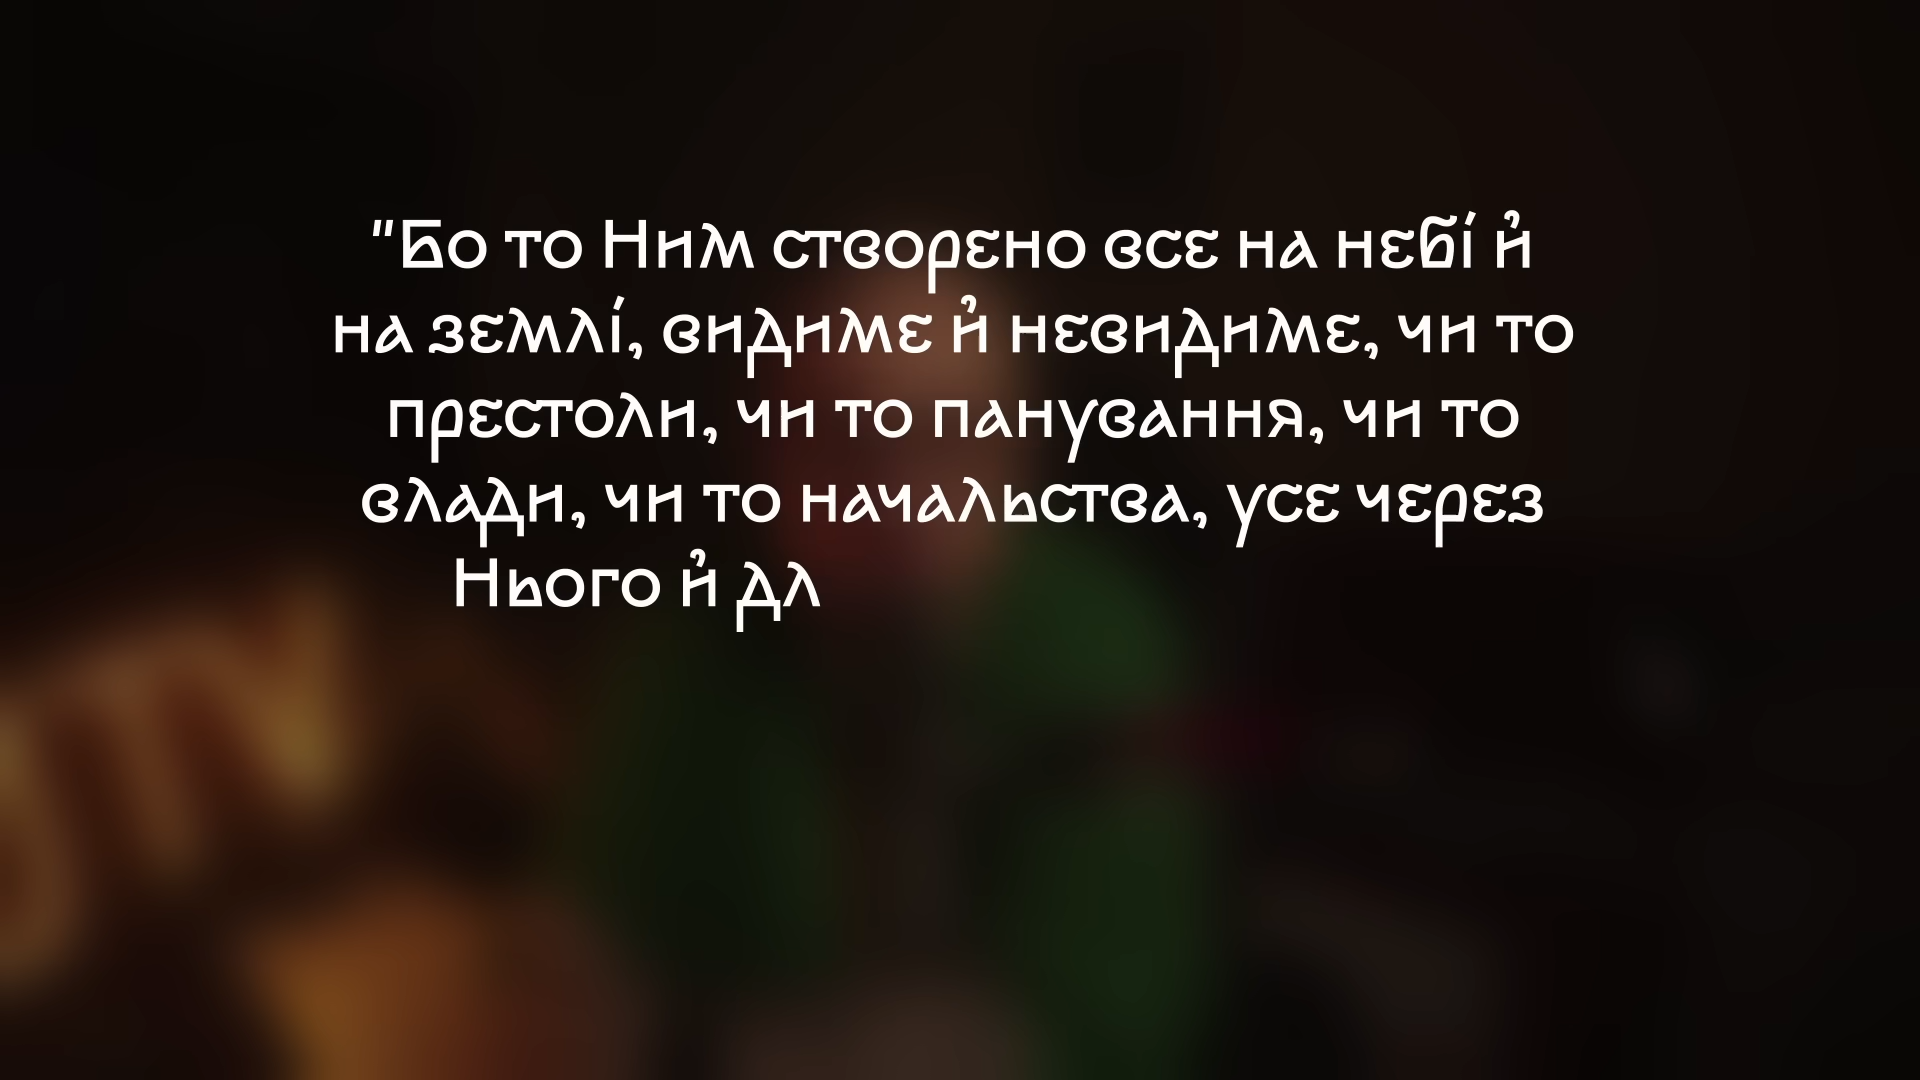 "Бо то Ним створено все на небі й
на землі, видиме й невидиме, чи то
престоли, чи то панування, чи то
влади, чи то начальства, усе через
Нього й дл